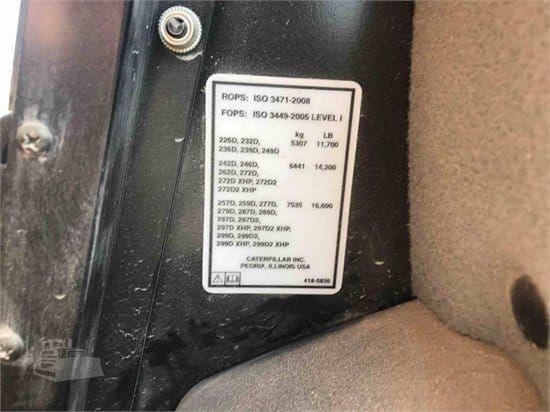 ROPS: ISO 3471-2008
FOPS: ISO 3449-2005 LEVEL I
kg LB
226D, 232D, 5307 11,700
236D, 239D, 249D
242D, 246D, 6441 14,200
262D, 272D,
272D XHP, 272D2
272D2 XHP
257D, 259D, 277D, 7535 16,600
279D, 287D, 289D,
297D, 297D2,
297D XHP, 297D2 XHP,
299D, 299D2,
299D XHP, 299D2 XHP
CATERPILLAR INC.
PEORIA, ILLINOIS USA
418-5836